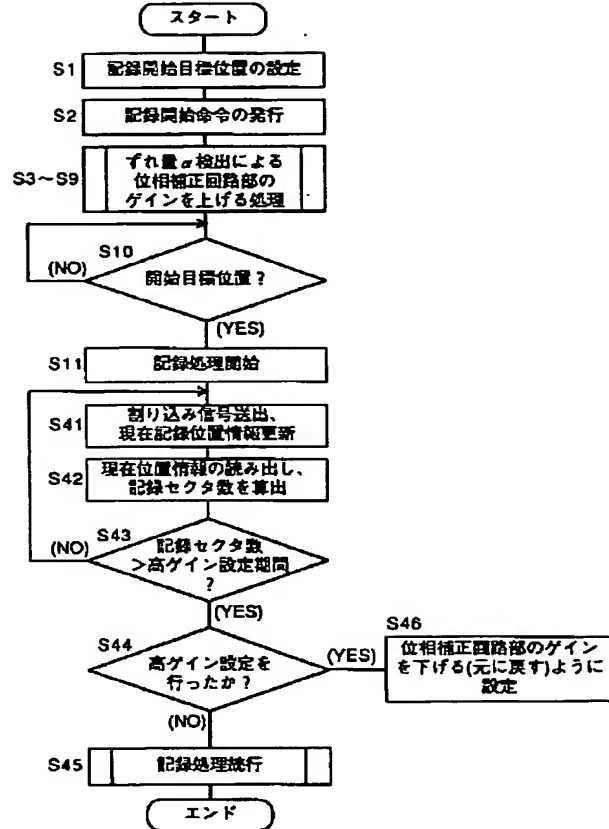 スタート
S1
記録開始目標位置の設定
S2
記録開始命令の発行
S3～S9
ずれ量α検出による
位相補正回路部の
ゲインを上げる処理
S10
開始目標位置?
(NO)
(YES)
S11
記録処理開始
S41
割り込み信号送出、
現在記録位置情報更新
S42
現在位置情報の読み出し、
記録セクタ数を算出
S43
記録セクタ数
>高ゲイン設定期間
?
(NO)
(YES)
S44
高ゲイン設定を
行ったか?
(YES)
S46
位相補正回路部のゲイン
を下げる(元に戻す)ように
設定
(NO)
S45
記録処理続行
エンド